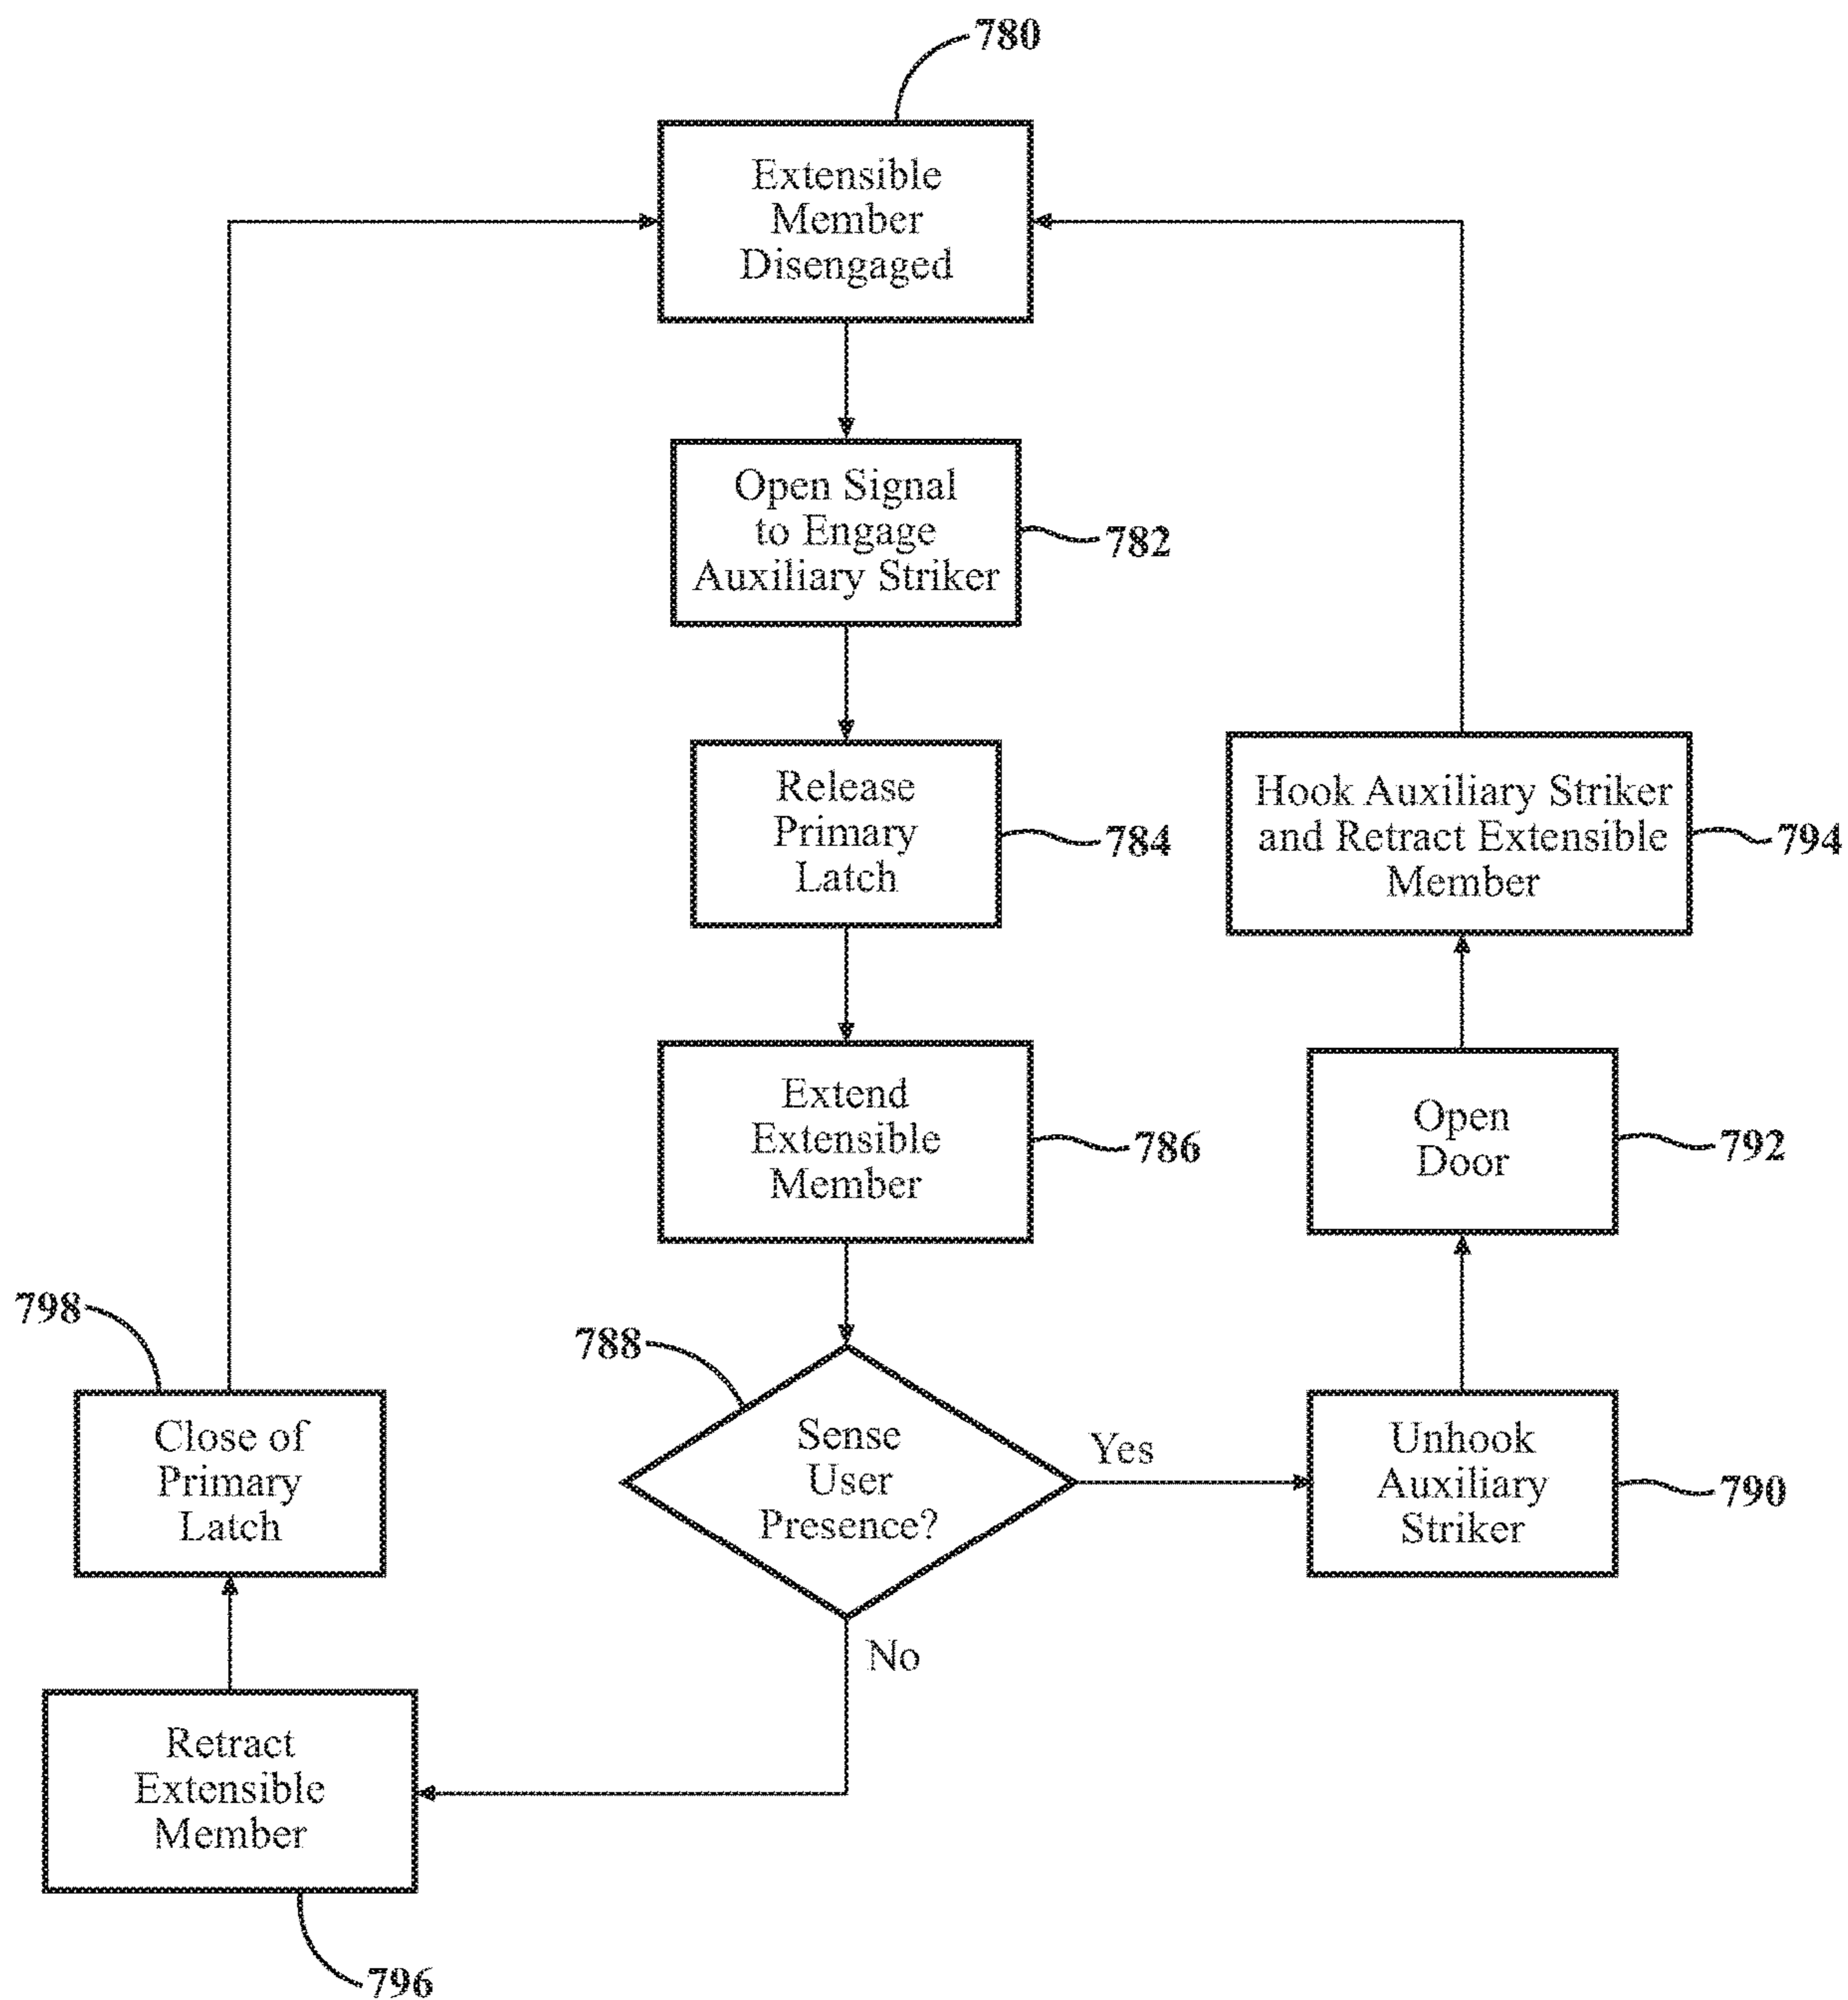 780
Extensible
Member
Disengaged
Open Signal
to Engage
Auxiliary Striker
782
Release
Primary
Latch
784
Hook Auxiliary Striker
and Retract Extensible
Member
794
Extend
Extensible
Member
786
Open
Door
792
798
Close of
Primary
Latch
788
Sense
User
Presence?
Yes
No
Unhook
Auxiliary
Striker
790
Retract
Extensible
Member
796